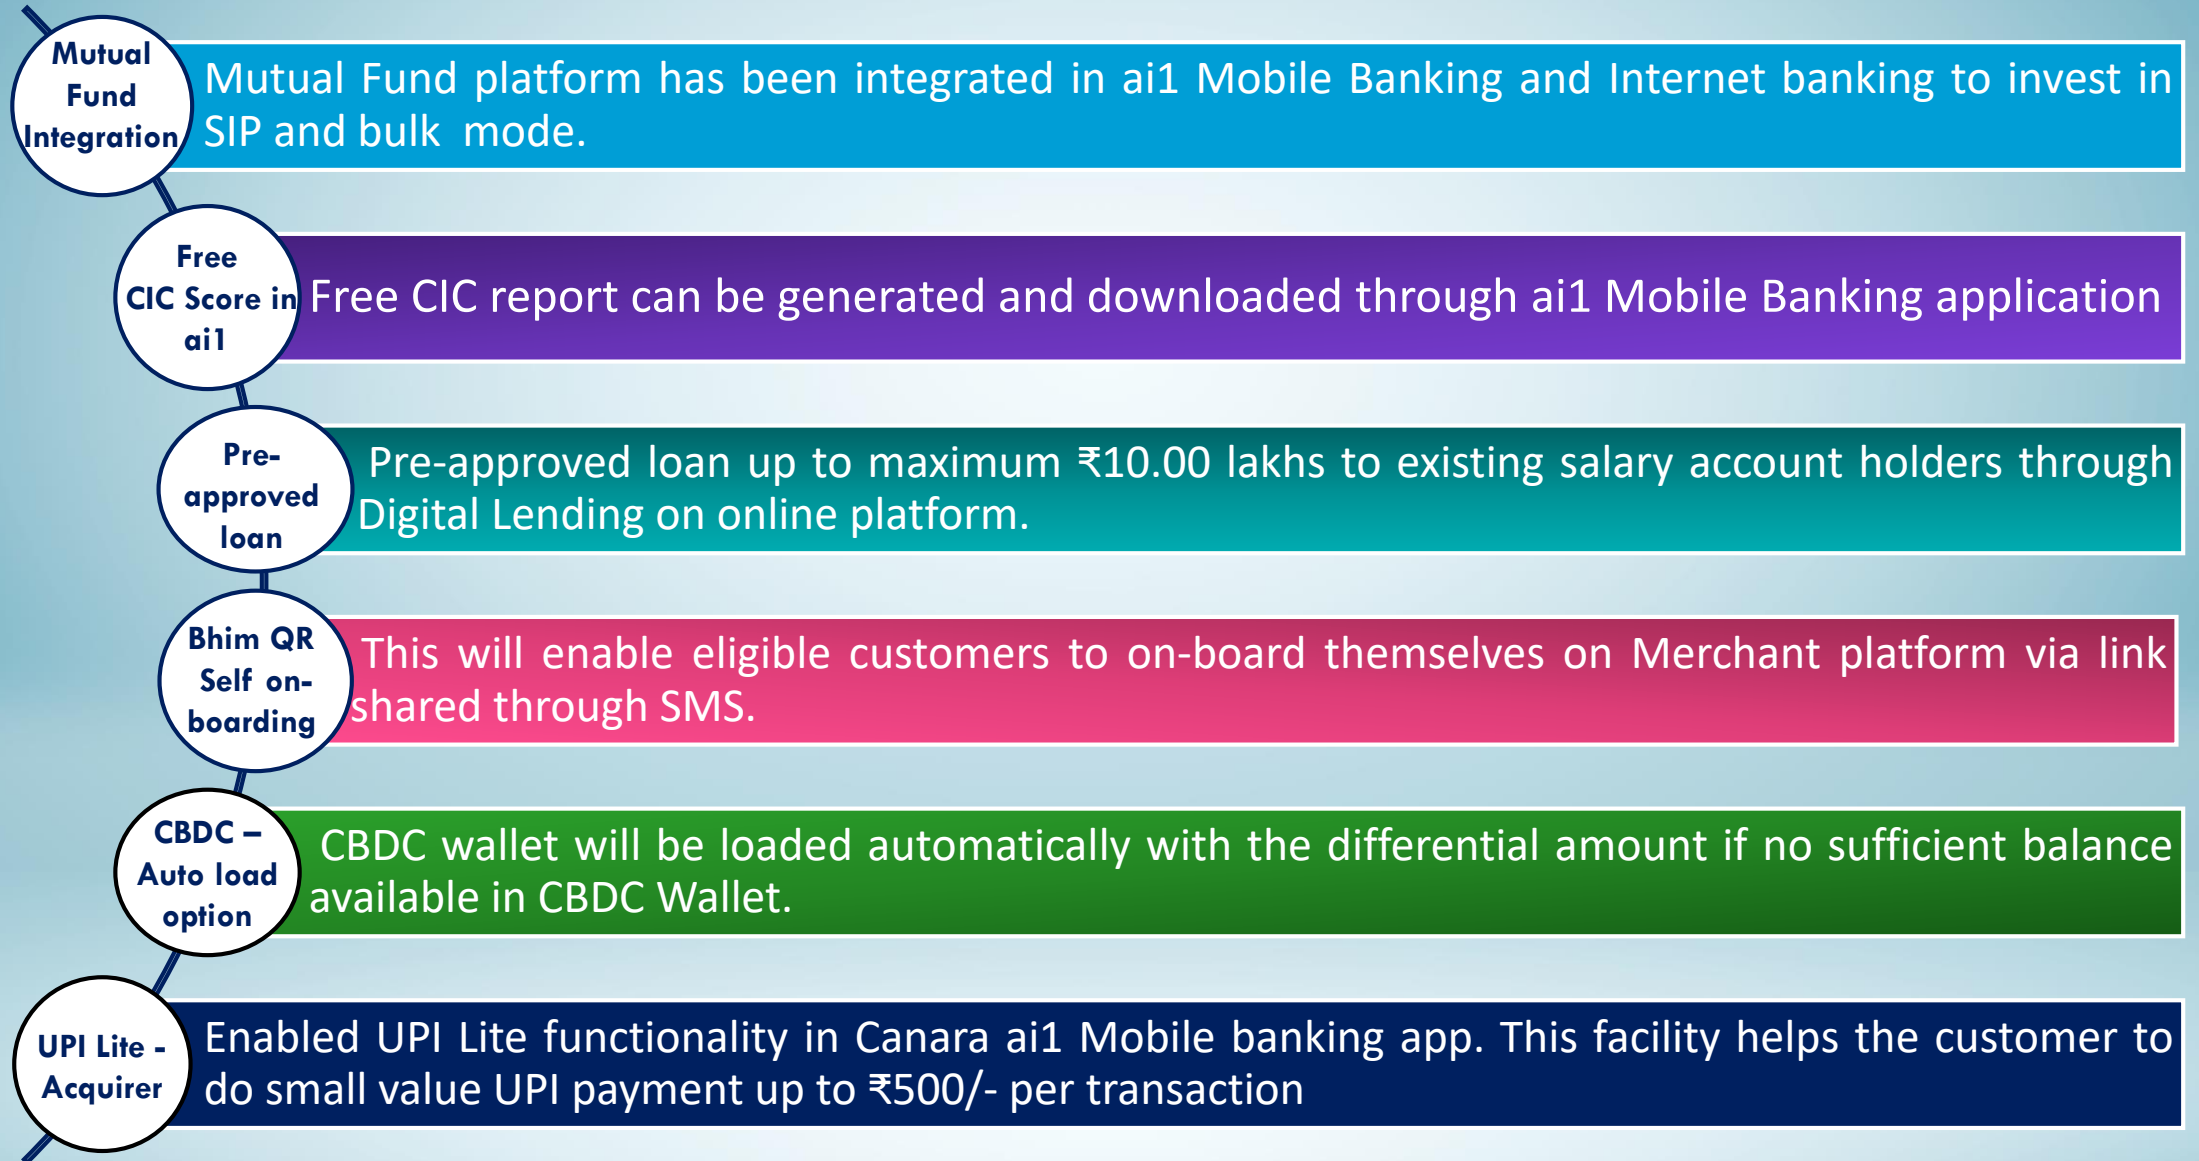 Mutual
Fund
Integration
Mutual Fund platform has been integrated in ai1 Mobile Banking and Internet banking to invest in
SIP and bulk mode.
Free
CIC Score in
ai1
Free CIC report can be generated and downloaded through ai1 Mobile Banking application
Pre-
approved
loan
Pre-approved loan up to maximum ₹10.00 lakhs to existing salary account holders through
Digital Lending on online platform.
Bhim QR
Self on-
boarding
This will enable eligible customers to on-board themselves on Merchant platform via link
shared through SMS.
CBDC –
Auto load
option
CBDC wallet will be loaded automatically with the differential amount if no sufficient balance
available in CBDC Wallet.
UPI Lite -
Acquirer
Enabled UPI Lite functionality in Canara ai1 Mobile banking app. This facility helps the customer to
do small value UPI payment up to ₹500/- per transaction